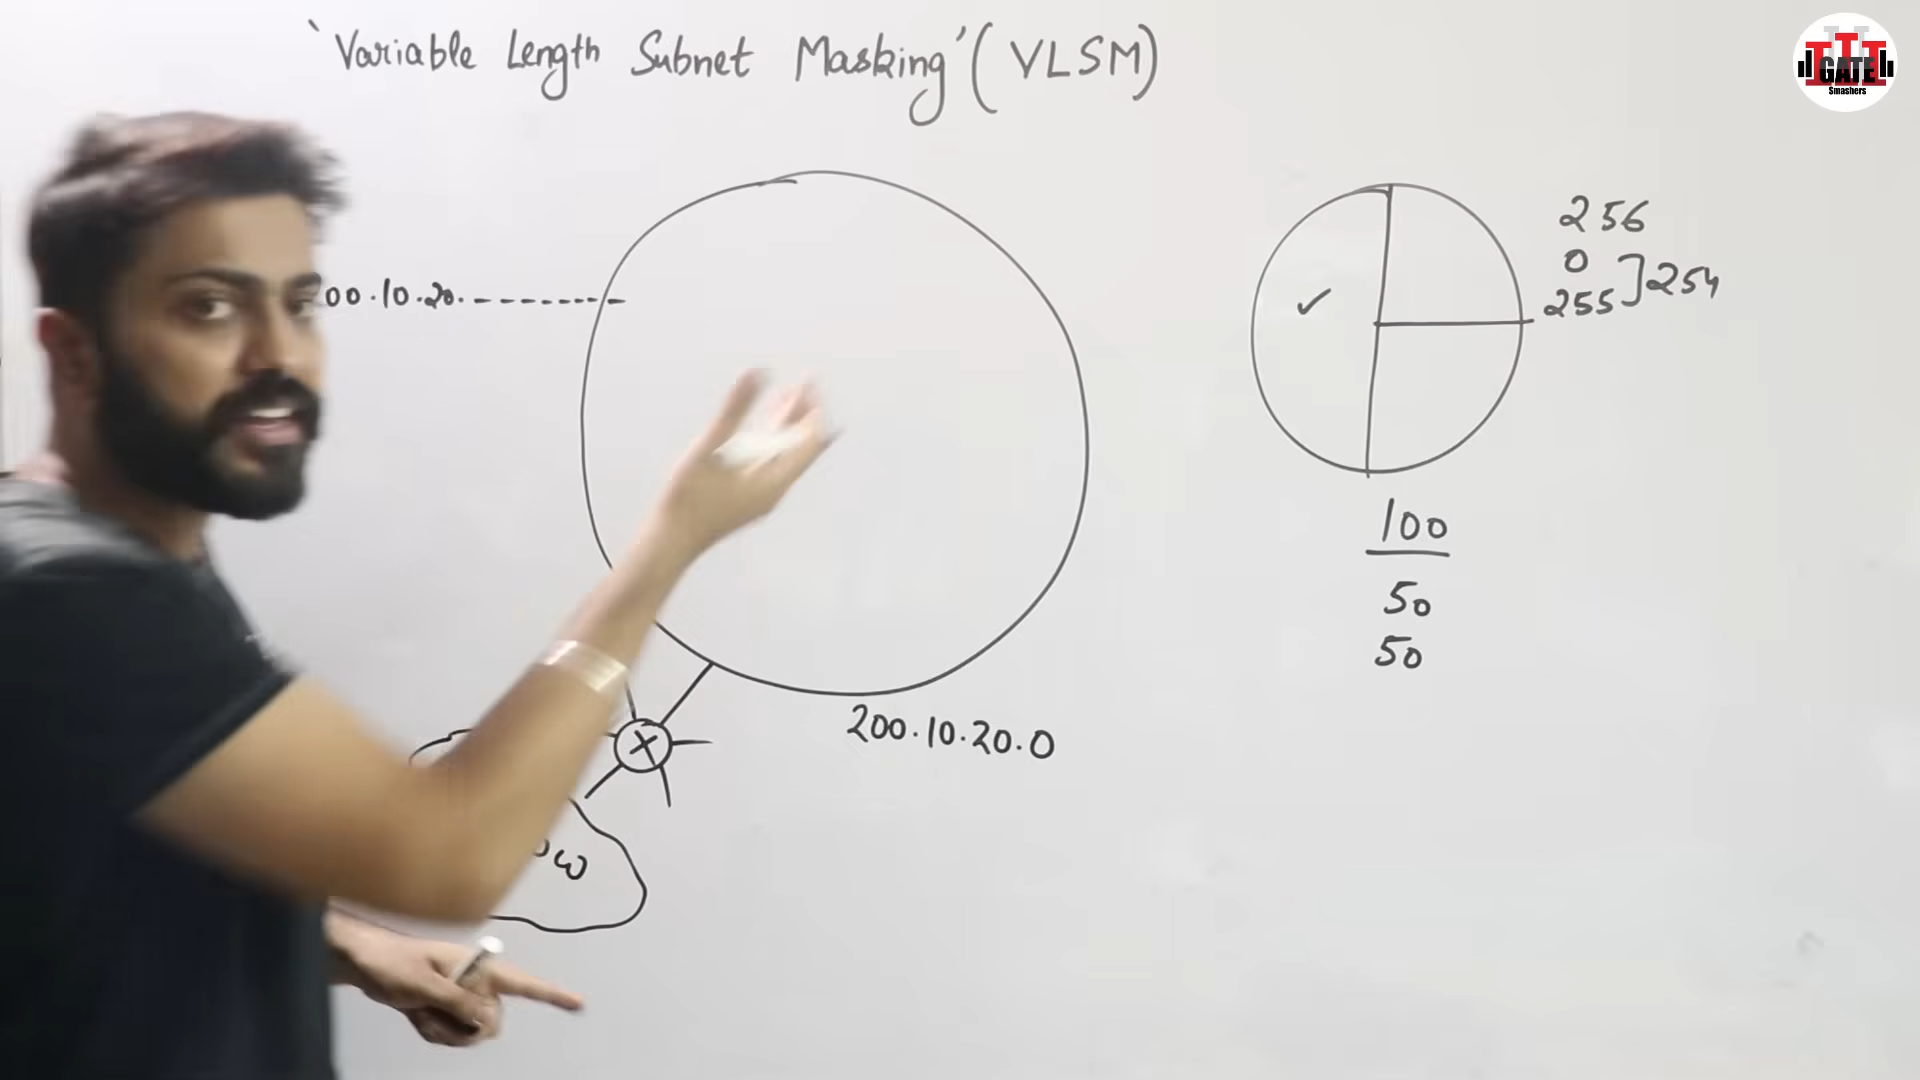 ‵Variable Length Subnet Masking′ (VLSM)
GATE
Smashers
256
0
255 ] 254
00.10.20.--------
✓
100
50
50
X
200.10.20.0